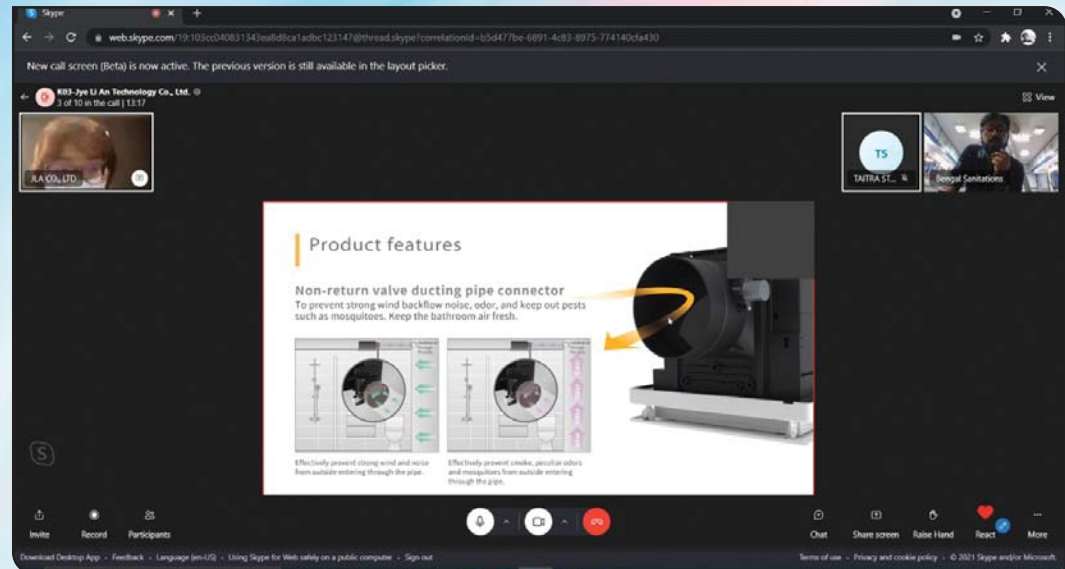 Skype
web.skype.com/19:103cc040831343ea8d8ca1adbc123147@thread.skype?correlationId=b5d477be-6891-4c83-8975-774140cfa430
New call screen (Beta) is now active. The previous version is still available in the layout picker.
K03-Jye Li An Technology Co., Ltd.
3 of 10 in the call | 13:17
View
JLA CO., LTD
TS
TAITRA ST...
Bengal Sanitations
Product features
Non-return valve ducting pipe connector
To prevent strong wind backflow noise, odor, and keep out pests
such as mosquitoes. Keep the bathroom air fresh.
Effectively prevent strong wind and noise
from outside entering through the pipe.
Effectively prevent smoke, peculiar odors
and mosquitoes from outside entering
through the pipe.
Invite
Record
Participants
Chat
Share screen
Raise Hand
React
More
Download Desktop App - Feedback - Language (en-US) - Using Skype for Web safely on a public computer - Sign out
Terms of use - Privacy and cookie policy - © 2021 Skype and/or Microsoft.